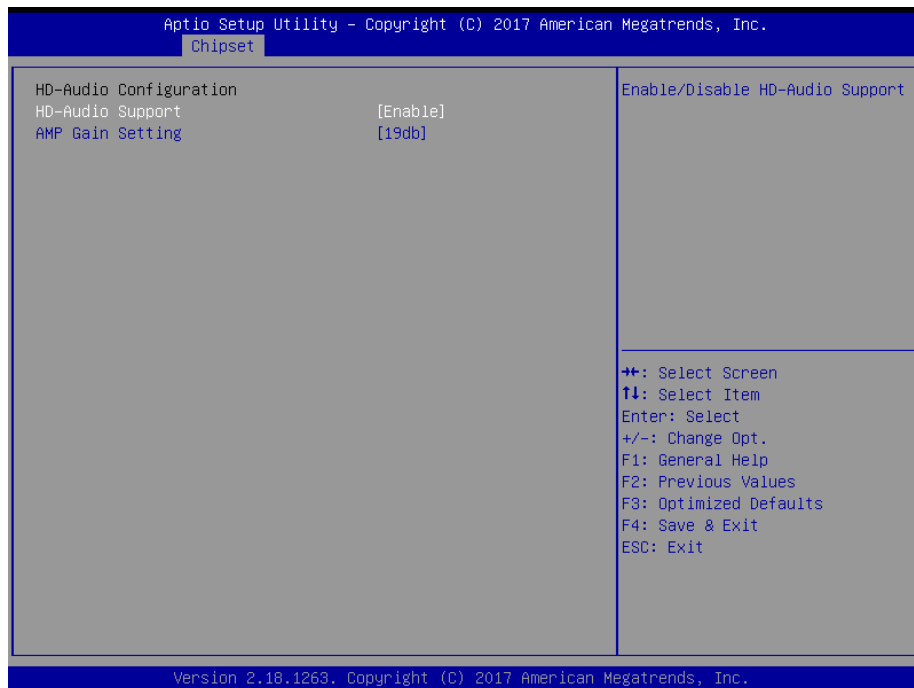 Aptio Setup Utility – Copyright (C) 2017 American Megatrends, Inc.
Chipset
HD-Audio Configuration
HD-Audio Support [Enable]
AMP Gain Setting [19db]
Enable/Disable HD-Audio Support
→←: Select Screen
↑↓: Select Item
Enter: Select
+/-: Change Opt.
F1: General Help
F2: Previous Values
F3: Optimized Defaults
F4: Save & Exit
ESC: Exit
Version 2.18.1263. Copyright (C) 2017 American Megatrends, Inc.